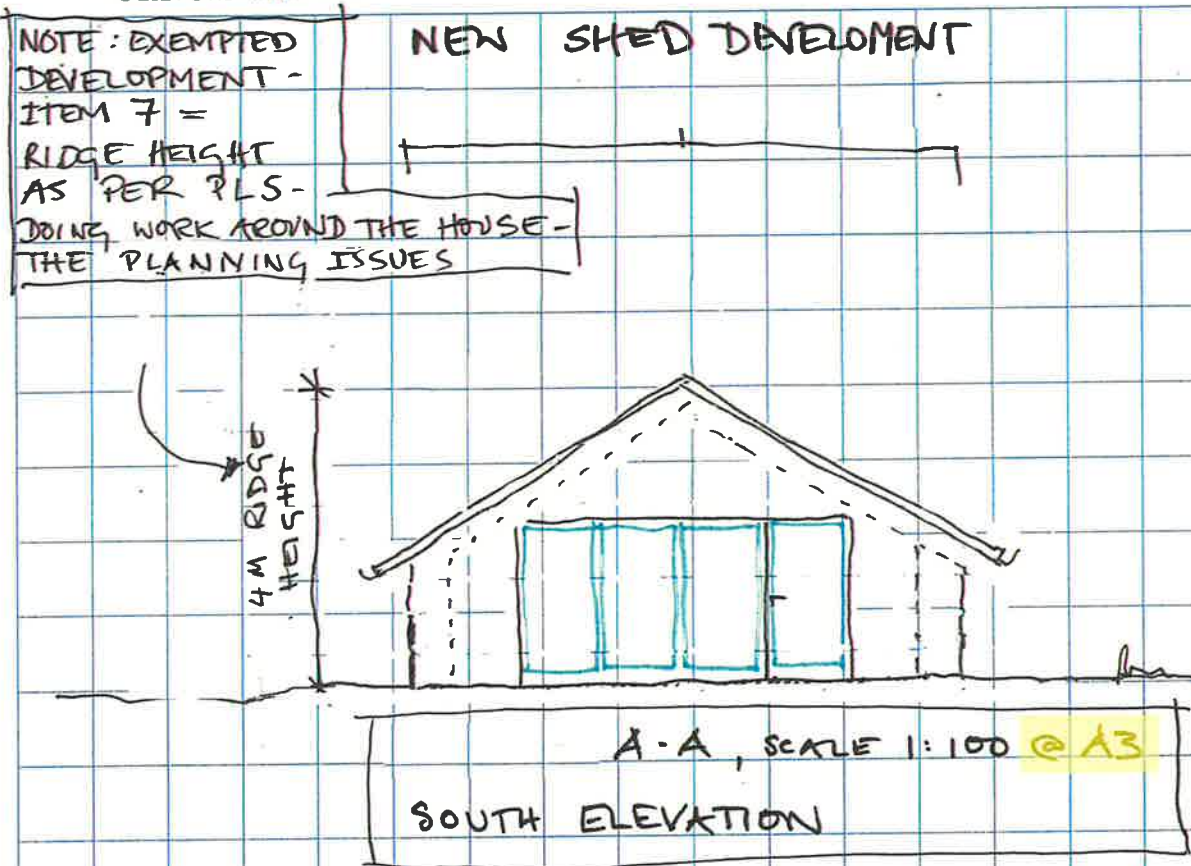 NOTE: EXEMPTED
DEVELOPMENT -
ITEM 7 =
RIDGE HEIGHT
AS PER PLS -
DOING WORK AROUND THE HOUSE -
THE PLANNING ISSUES
NEW SHED DEVELOMENT
4M RIDGE
HEIGHT
A-A, SCALE 1:100 @ A3
SOUTH ELEVATION